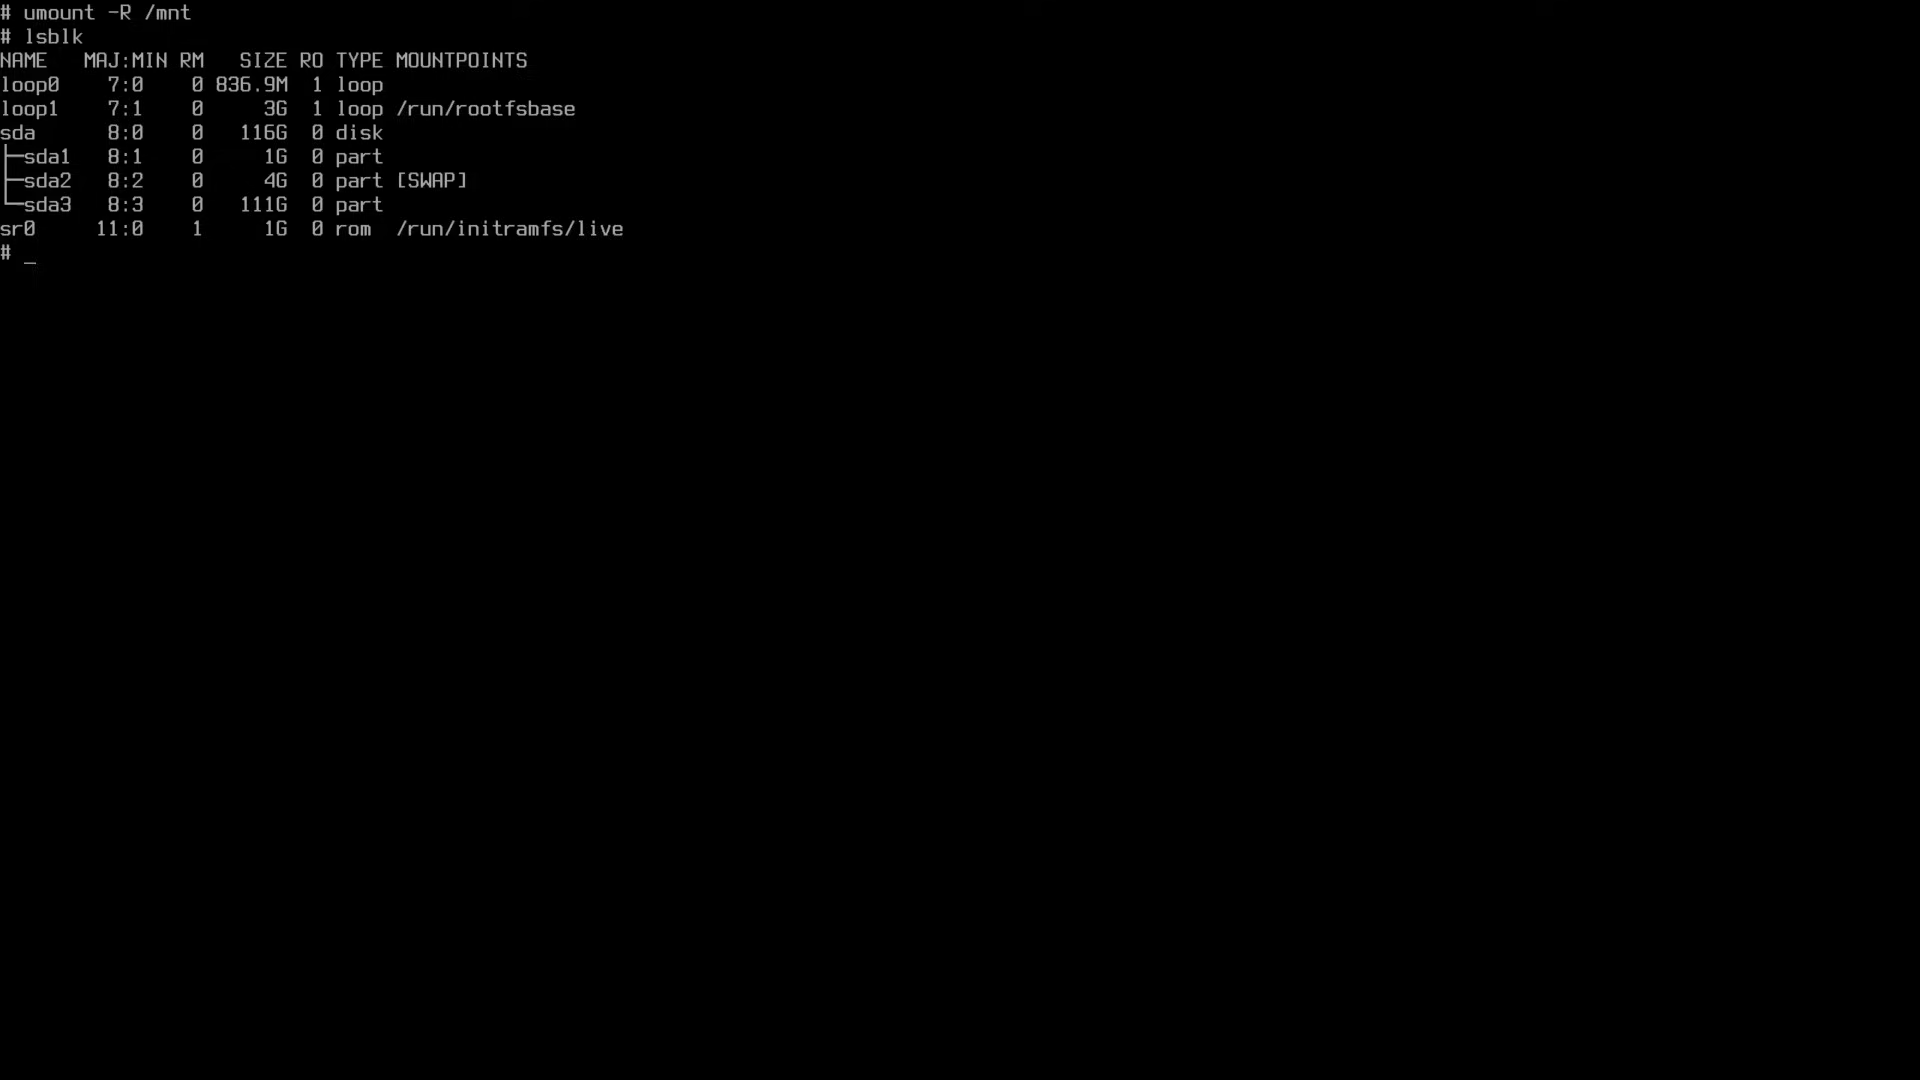 # umount -R /mnt
# lsblk
NAME   MAJ:MIN RM   SIZE RO TYPE MOUNTPOINTS
loop0    7:0    0 836.9M  1 loop
loop1    7:1    0     3G  1 loop /run/rootfsbase
sda      8:0    0   116G  0 disk
├─sda1   8:1    0     1G  0 part
├─sda2   8:2    0     4G  0 part [SWAP]
└─sda3   8:3    0   111G  0 part
sr0     11:0    1     1G  0 rom  /run/initramfs/live
# _